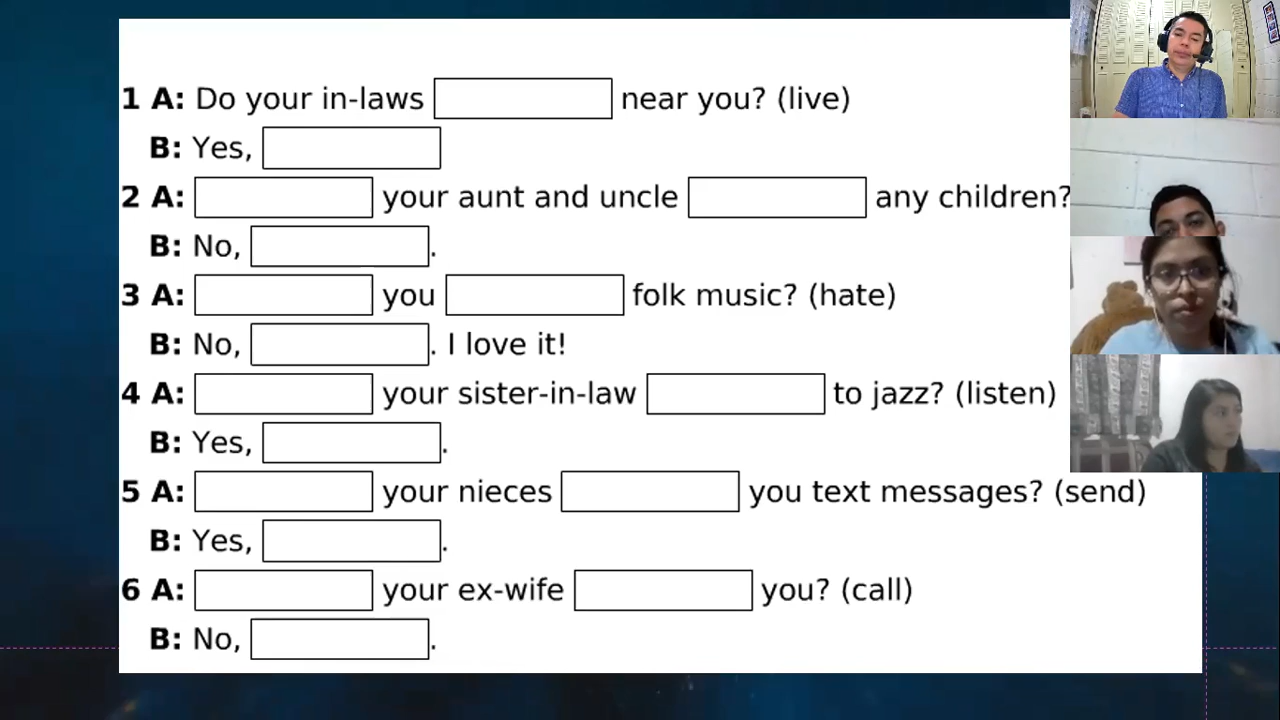 1 A: Do your in-laws near you? (live)
B: Yes,
2 A: your aunt and uncle any children?
B: No, .
3 A: you folk music? (hate)
B: No, . I love it!
4 A: your sister-in-law to jazz? (listen)
B: Yes, .
5 A: your nieces you text messages? (send)
B: Yes, .
6 A: your ex-wife you? (call)
B: No, .